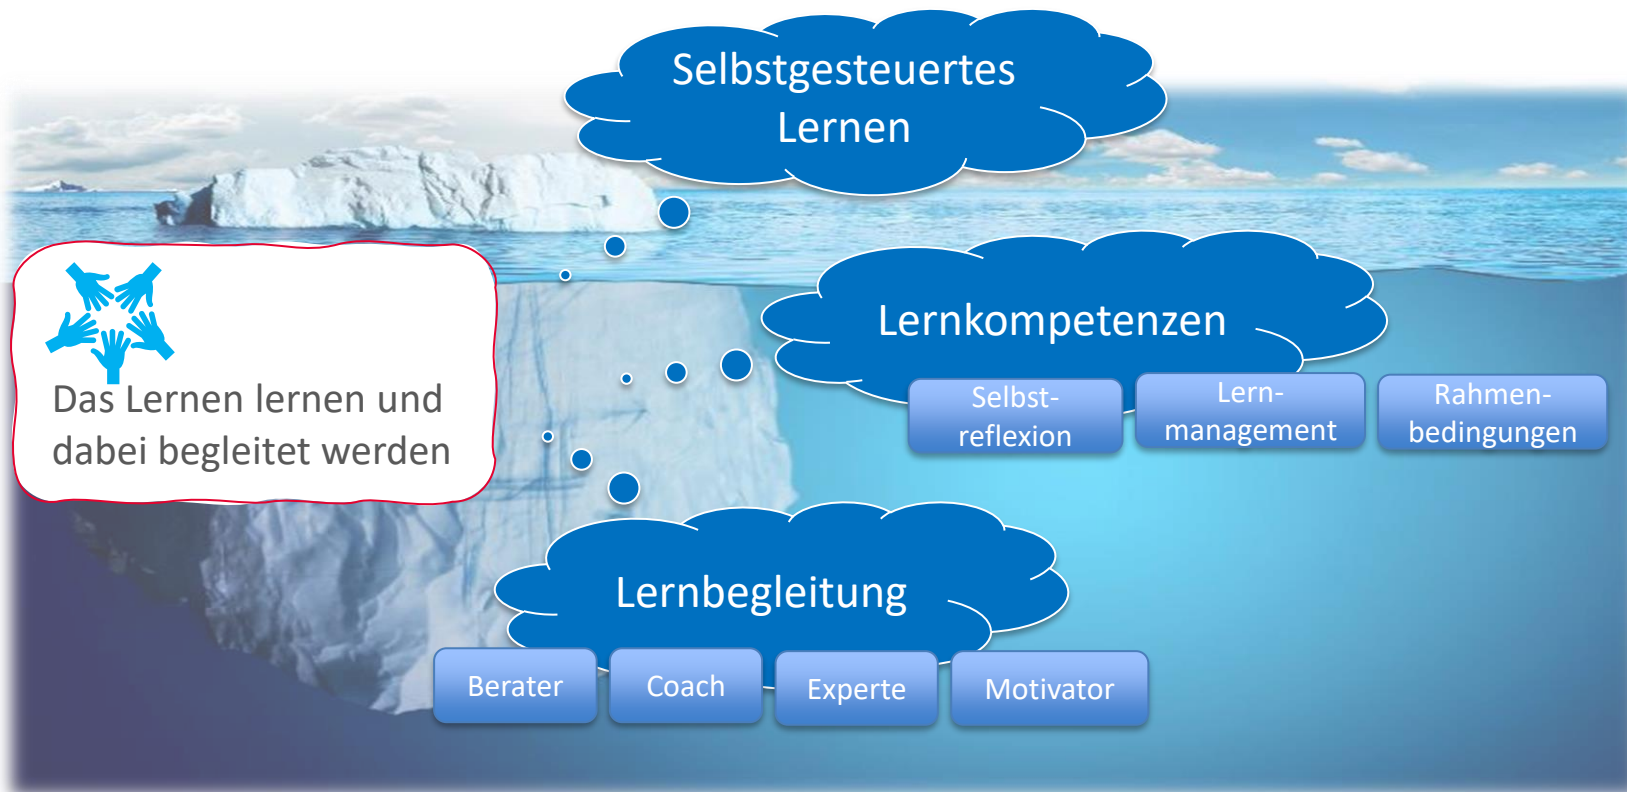 Selbstgesteuertes
Lernen
Das Lernen lernen und
dabei begleitet werden
Lernkompetenzen
Selbst-
reflexion
Lern-
management
Rahmen-
bedingungen
Lernbegleitung
Berater
Coach
Experte
Motivator